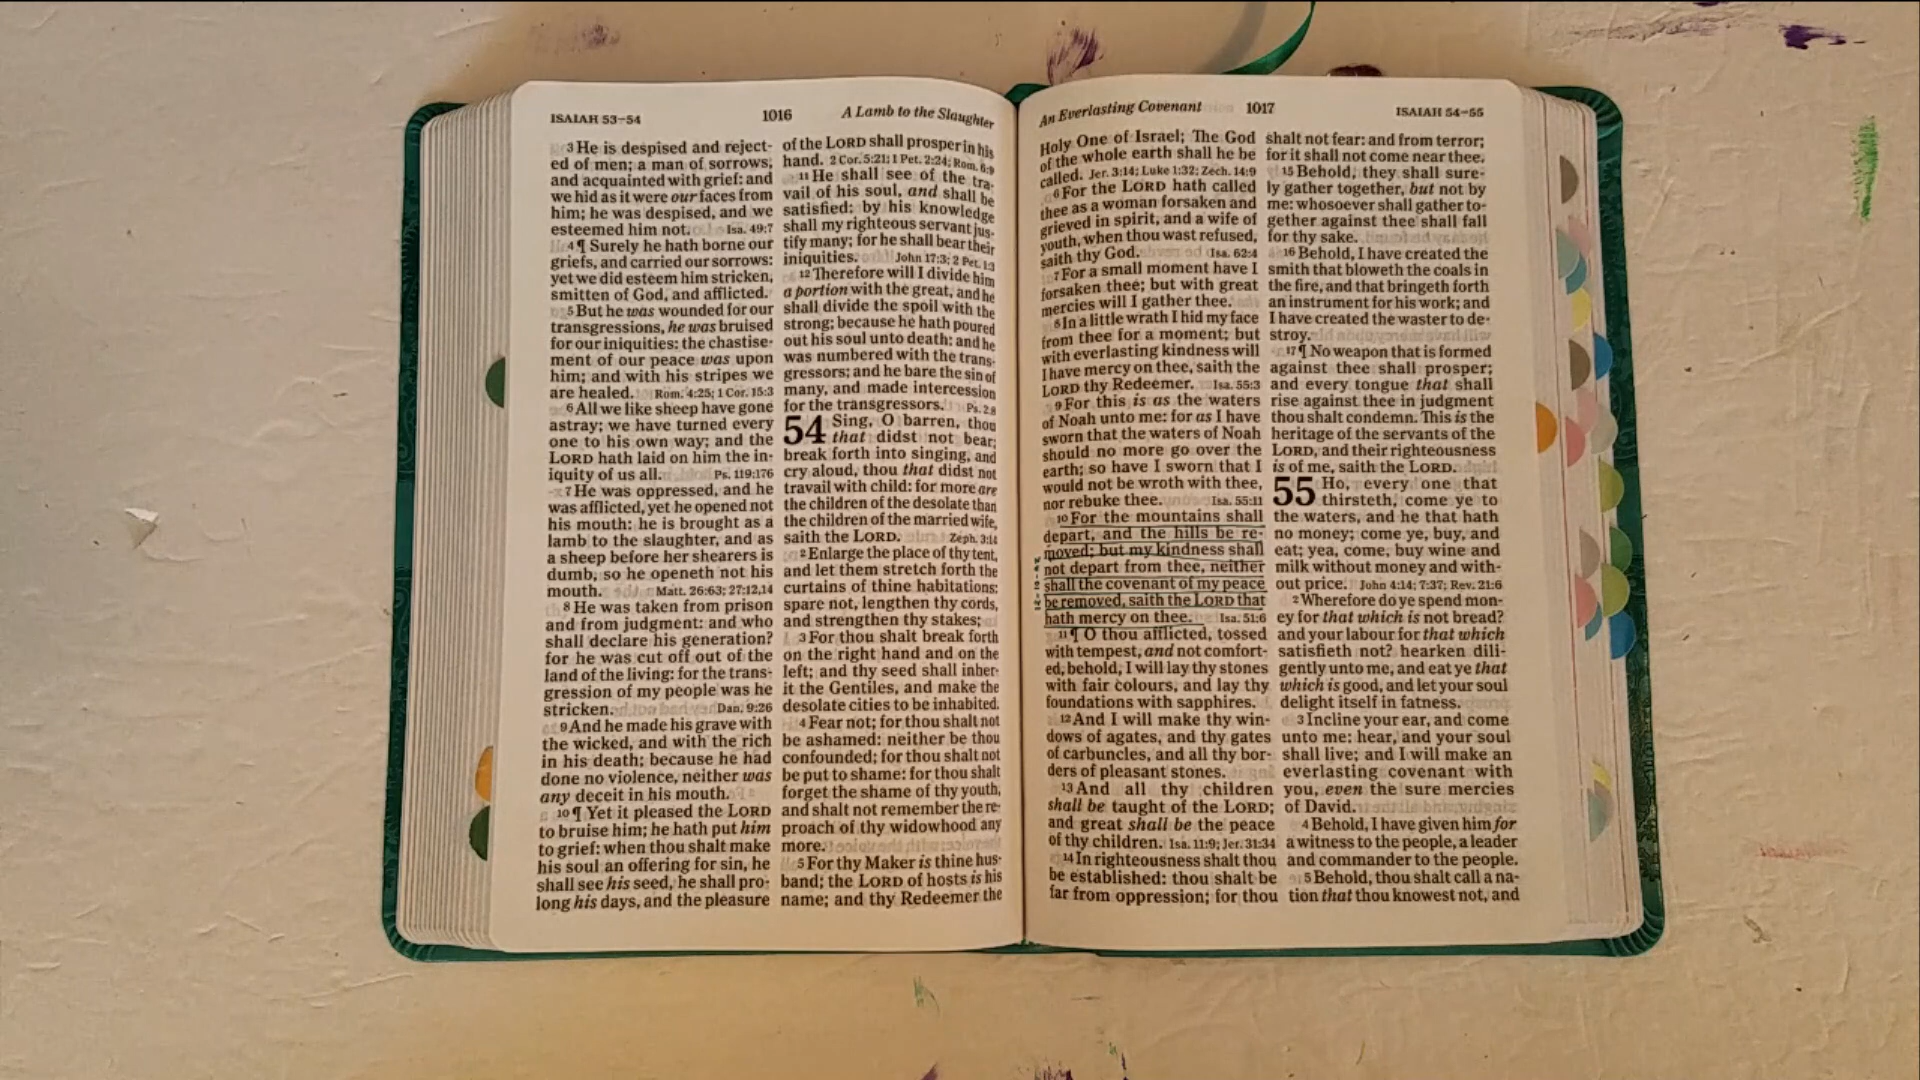 ISAIAH 53–54
1016
A Lamb to the Slaughter
3 He is despised and reject-
ed of men; a man of sorrows,
and acquainted with grief: and
we hid as it were our faces from
him; he was despised, and we
esteemed him not. Isa. 49:7
4 ¶ Surely he hath borne our
griefs, and carried our sorrows:
yet we did esteem him stricken,
smitten of God, and afflicted.
5 But he was wounded for our
transgressions, he was bruised
for our iniquities: the chastise-
ment of our peace was upon
him; and with his stripes we
are healed. Rom. 4:25; 1 Cor. 15:3
6 All we like sheep have gone
astray; we have turned every
one to his own way; and the
LORD hath laid on him the in-
iquity of us all. Ps. 119:176
7 He was oppressed, and he
was afflicted, yet he opened not
his mouth: he is brought as a
lamb to the slaughter, and as
a sheep before her shearers is
dumb, so he openeth not his
mouth. Matt. 26:63; 27:12,14
8 He was taken from prison
and from judgment: and who
shall declare his generation?
for he was cut off out of the
land of the living: for the trans-
gression of my people was he
stricken. Dan. 9:26
9 And he made his grave with
the wicked, and with the rich
in his death; because he had
done no violence, neither was
any deceit in his mouth.
10 ¶ Yet it pleased the LORD
to bruise him; he hath put him
to grief: when thou shalt make
his soul an offering for sin, he
shall see his seed, he shall pro-
long his days, and the pleasure
of the LORD shall prosper in his
hand. 2 Cor. 5:21; 1 Pet. 2:24; Rom. 6:9
11 He shall see of the tra-
vail of his soul, and shall be
satisfied: by his knowledge
shall my righteous servant jus-
tify many; for he shall bear their
iniquities. John 17:3; 2 Pet. 1:3
12 Therefore will I divide him
a portion with the great, and he
shall divide the spoil with the
strong; because he hath poured
out his soul unto death: and he
was numbered with the trans-
gressors; and he bare the sin of
many, and made intercession
for the transgressors. Ps. 2:8
54 Sing, O barren, thou
that didst not bear;
break forth into singing, and
cry aloud, thou that didst not
travail with child: for more are
the children of the desolate than
the children of the married wife,
saith the LORD. Zeph. 3:14
2 Enlarge the place of thy tent,
and let them stretch forth the
curtains of thine habitations:
spare not, lengthen thy cords,
and strengthen thy stakes;
3 For thou shalt break forth
on the right hand and on the
left; and thy seed shall inher-
it the Gentiles, and make the
desolate cities to be inhabited.
4 Fear not; for thou shalt not
be ashamed: neither be thou
confounded; for thou shalt not
be put to shame: for thou shalt
forget the shame of thy youth,
and shalt not remember the re-
proach of thy widowhood any
more.
5 For thy Maker is thine hus-
band; the LORD of hosts is his
name; and thy Redeemer the
An Everlasting Covenant
1017
ISAIAH 54–55
Holy One of Israel; The God
of the whole earth shall he be
called. Jer. 3:14; Luke 1:32; Zech. 14:9
6 For the LORD hath called
thee as a woman forsaken and
grieved in spirit, and a wife of
youth, when thou wast refused,
saith thy God. Isa. 62:4
7 For a small moment have I
forsaken thee; but with great
mercies will I gather thee.
8 In a little wrath I hid my face
from thee for a moment; but
with everlasting kindness will
I have mercy on thee, saith the
LORD thy Redeemer. Isa. 55:3
9 For this is as the waters
of Noah unto me: for as I have
sworn that the waters of Noah
should no more go over the
earth; so have I sworn that I
would not be wroth with thee,
nor rebuke thee. Isa. 55:11
10 For the mountains shall
depart, and the hills be re-
moved; but my kindness shall
not depart from thee, neither
shall the covenant of my peace
be removed, saith the LORD that
hath mercy on thee. Isa. 51:6
11 ¶ O thou afflicted, tossed
with tempest, and not comfort-
ed, behold, I will lay thy stones
with fair colours, and lay thy
foundations with sapphires.
12 And I will make thy win-
dows of agates, and thy gates
of carbuncles, and all thy bor-
ders of pleasant stones.
13 And all thy children
shall be taught of the LORD;
and great shall be the peace
of thy children. Isa. 11:9; Jer. 31:34
14 In righteousness shalt thou
be established: thou shalt be
far from oppression; for thou
shalt not fear: and from terror;
for it shall not come near thee.
15 Behold, they shall sure-
ly gather together, but not by
me: whosoever shall gather to-
gether against thee shall fall
for thy sake.
16 Behold, I have created the
smith that bloweth the coals in
the fire, and that bringeth forth
an instrument for his work; and
I have created the waster to de-
stroy.
17 ¶ No weapon that is formed
against thee shall prosper;
and every tongue that shall
rise against thee in judgment
thou shalt condemn. This is the
heritage of the servants of the
LORD, and their righteousness
is of me, saith the LORD.
55 Ho, every one that
thirsteth, come ye to
the waters, and he that hath
no money; come ye, buy, and
eat; yea, come, buy wine and
milk without money and with-
out price. John 4:14; 7:37; Rev. 21:6
2 Wherefore do ye spend mon-
ey for that which is not bread?
and your labour for that which
satisfieth not? hearken dili-
gently unto me, and eat ye that
which is good, and let your soul
delight itself in fatness.
3 Incline your ear, and come
unto me: hear, and your soul
shall live; and I will make an
everlasting covenant with
you, even the sure mercies
of David.
4 Behold, I have given him for
a witness to the people, a leader
and commander to the people.
5 Behold, thou shalt call a na-
tion that thou knowest not, and